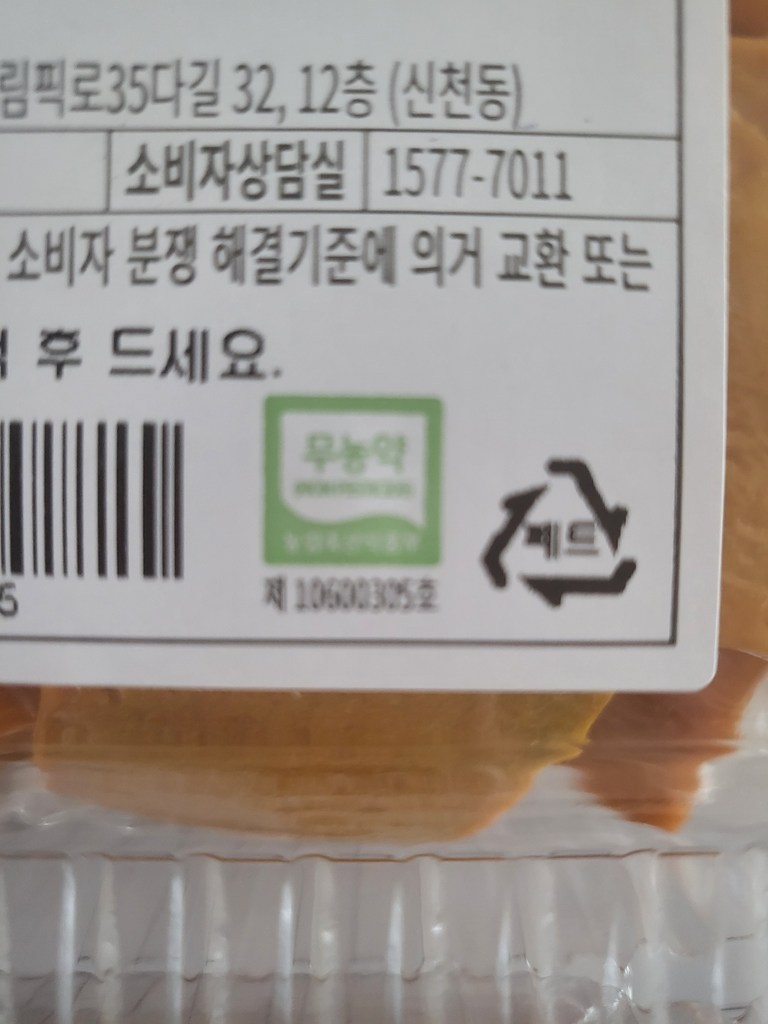 림픽로35다길 32, 12층 (신천동)
소비자상담실 1577-7011
소비자 분쟁 해결기준에 의거 교환 또는
후 드세요.
무농약
페트
제 10600305호
5